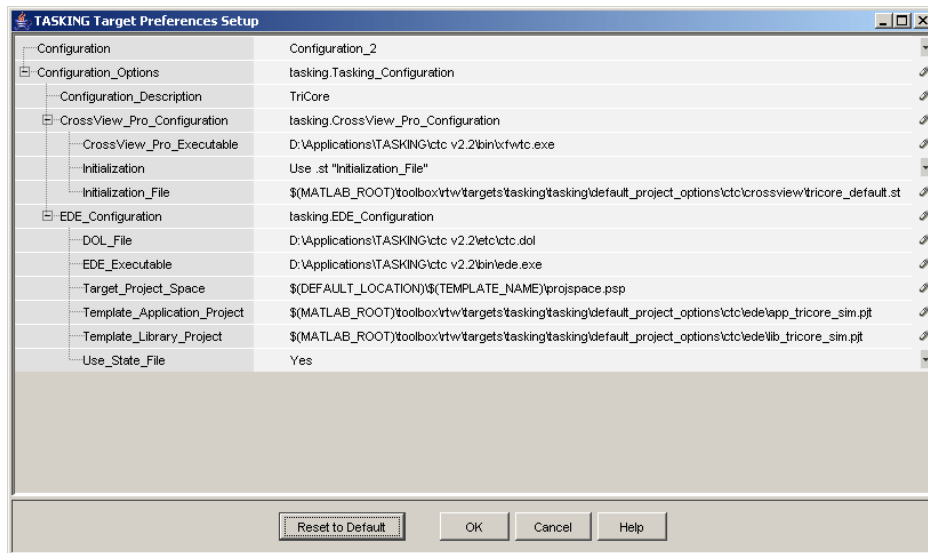 TASKING Target Preferences Setup
Configuration Configuration_2
Configuration_Options tasking.Tasking_Configuration
Configuration_Description TriCore
CrossView_Pro_Configuration tasking.CrossView_Pro_Configuration
CrossView_Pro_Executable D:\Applications\TASKING\ctc v2.2\bin\xfwtc.exe
Initialization Use .st "Initialization_File"
Initialization_File $(MATLAB_ROOT)\toolbox\rtw\targets\tasking\tasking\default_project_options\ctc\crossview\tricore_default.st
EDE_Configuration tasking.EDE_Configuration
DOL_File D:\Applications\TASKING\ctc v2.2\etc\ctc.dol
EDE_Executable D:\Applications\TASKING\ctc v2.2\bin\ede.exe
Target_Project_Space $(DEFAULT_LOCATION)\$(TEMPLATE_NAME)\projspace.psp
Template_Application_Project $(MATLAB_ROOT)\toolbox\rtw\targets\tasking\tasking\default_project_options\ctc\ede\app_tricore_sim.pjt
Template_Library_Project $(MATLAB_ROOT)\toolbox\rtw\targets\tasking\tasking\default_project_options\ctc\ede\lib_tricore_sim.pjt
Use_State_File Yes
Reset to Default OK Cancel Help